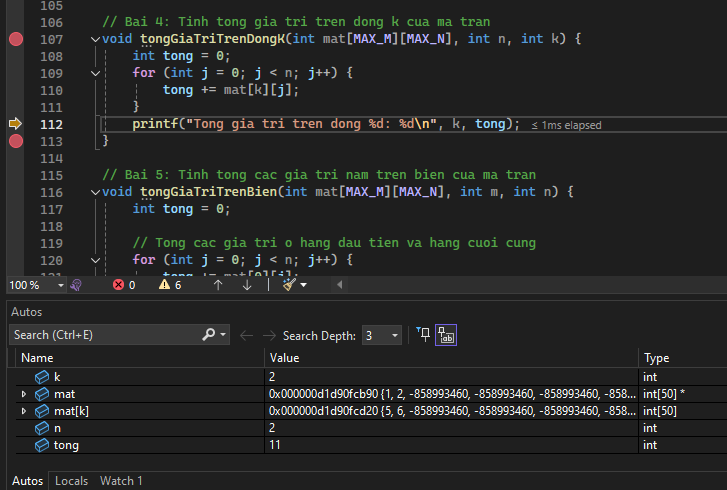 105
106 // Bai 4: Tinh tong gia tri tren dong k cua ma tran
107 void tongGiaTriTrenDongK(int mat[MAX_M][MAX_N], int n, int k) {
108 int tong = 0;
109 for (int j = 0; j < n; j++) {
110 tong += mat[k][j];
111 }
112 printf("Tong gia tri tren dong %d: %d\n", k, tong); ≤ 1ms elapsed
113 }
114
115 // Bai 5: Tinh tong cac gia tri nam tren bien cua ma tran
116 void tongGiaTriTrenBien(int mat[MAX_M][MAX_N], int m, int n) {
117 int tong = 0;
118
119 // Tong cac gia tri o hang dau tien va hang cuoi cung
120 for (int j = 0; j < n; j++) {
121 tong += mat[0][j];
100 % 0 6
Autos
Search (Ctrl+E) Search Depth: 3
Name Value Type
k 2 int
mat 0x000000d1d90fcb90 {1, 2, -858993460, -858993460, -858993460, -858... int[50] *
mat[k] 0x000000d1d90fcd20 {5, 6, -858993460, -858993460, -858993460, -858... int[50]
n 2 int
tong 11 int
Autos Locals Watch 1